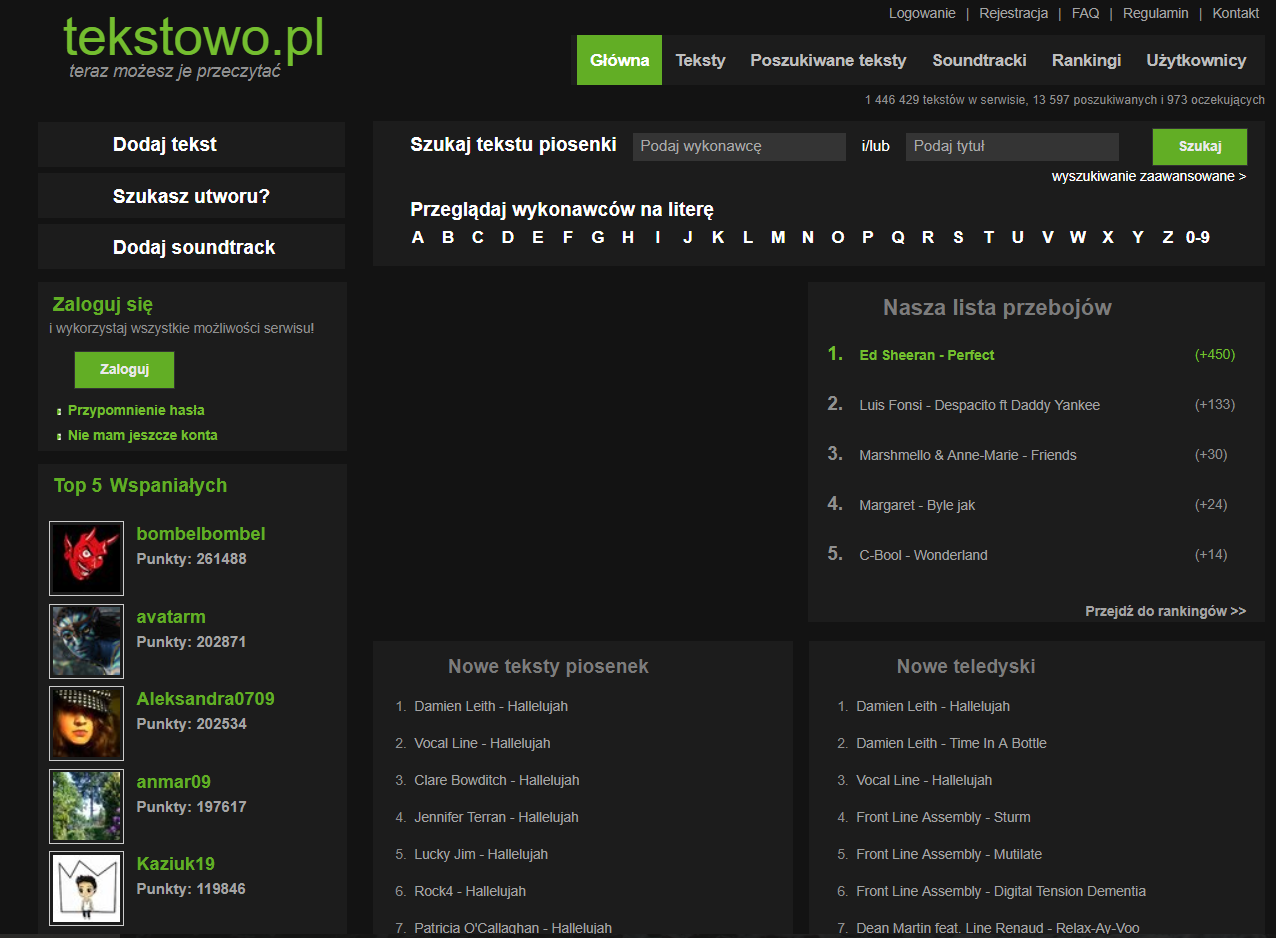 tekstowo.pl
teraz możesz je przeczytać
Logowanie | Rejestracja | FAQ | Regulamin | Kontakt
Główna Teksty Poszukiwane teksty Soundtracki Rankingi Użytkownicy
1 446 429 tekstów w serwisie, 13 597 poszukiwanych i 973 oczekujących
Dodaj tekst
Szukasz utworu?
Dodaj soundtrack
Szukaj tekstu piosenki Podaj wykonawcę i/lub Podaj tytuł Szukaj
wyszukiwanie zaawansowane >
Przeglądaj wykonawców na literę
A B C D E F G H I J K L M N O P Q R S T U V W X Y Z 0-9
Zaloguj się
i wykorzystaj wszystkie możliwości serwisu!
Zaloguj
Przypomnienie hasła
Nie mam jeszcze konta
Top 5 Wspaniałych
bombelbombel
Punkty: 261488
avatarm
Punkty: 202871
Aleksandra0709
Punkty: 202534
anmar09
Punkty: 197617
Kaziuk19
Punkty: 119846
Nasza lista przebojów
1. Ed Sheeran - Perfect (+450)
2. Luis Fonsi - Despacito ft Daddy Yankee (+133)
3. Marshmello & Anne-Marie - Friends (+30)
4. Margaret - Byle jak (+24)
5. C-Bool - Wonderland (+14)
Przejdź do rankingów >>
Nowe teksty piosenek
1. Damien Leith - Hallelujah
2. Vocal Line - Hallelujah
3. Clare Bowditch - Hallelujah
4. Jennifer Terran - Hallelujah
5. Lucky Jim - Hallelujah
6. Rock4 - Hallelujah
7. Patricia O'Callaghan - Hallelujah
Nowe teledyski
1. Damien Leith - Hallelujah
2. Damien Leith - Time In A Bottle
3. Vocal Line - Hallelujah
4. Front Line Assembly - Sturm
5. Front Line Assembly - Mutilate
6. Front Line Assembly - Digital Tension Dementia
7. Dean Martin feat. Line Renaud - Relax-Ay-Voo